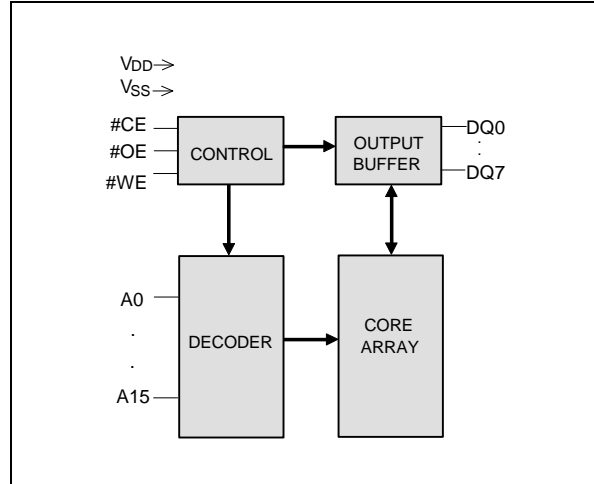 VDD
VSS
#CE
#OE
#WE
CONTROL
OUTPUT
BUFFER
DQ0
.
.
DQ7
A0
.
.
A15
DECODER
CORE
ARRAY